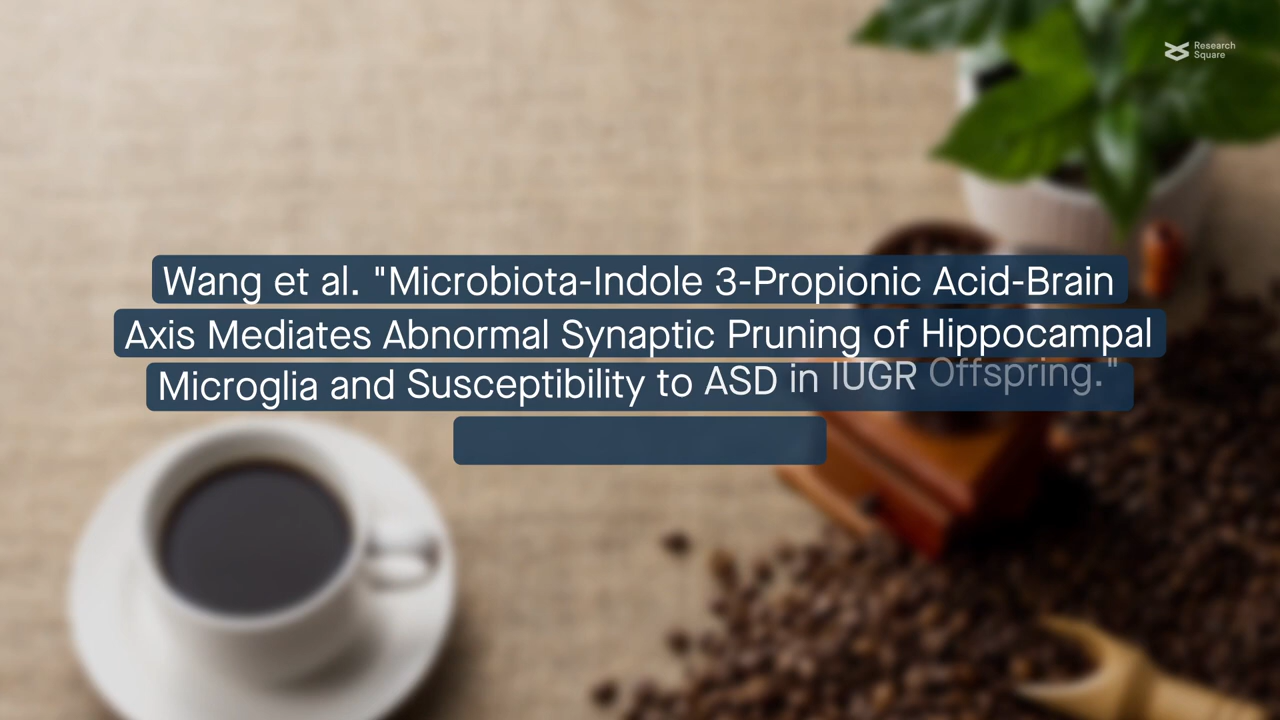 Research
Square
Wang et al. "Microbiota-Indole 3-Propionic Acid-Brain
Axis Mediates Abnormal Synaptic Pruning of Hippocampal
Microglia and Susceptibility to ASD in IUGR Offspring."